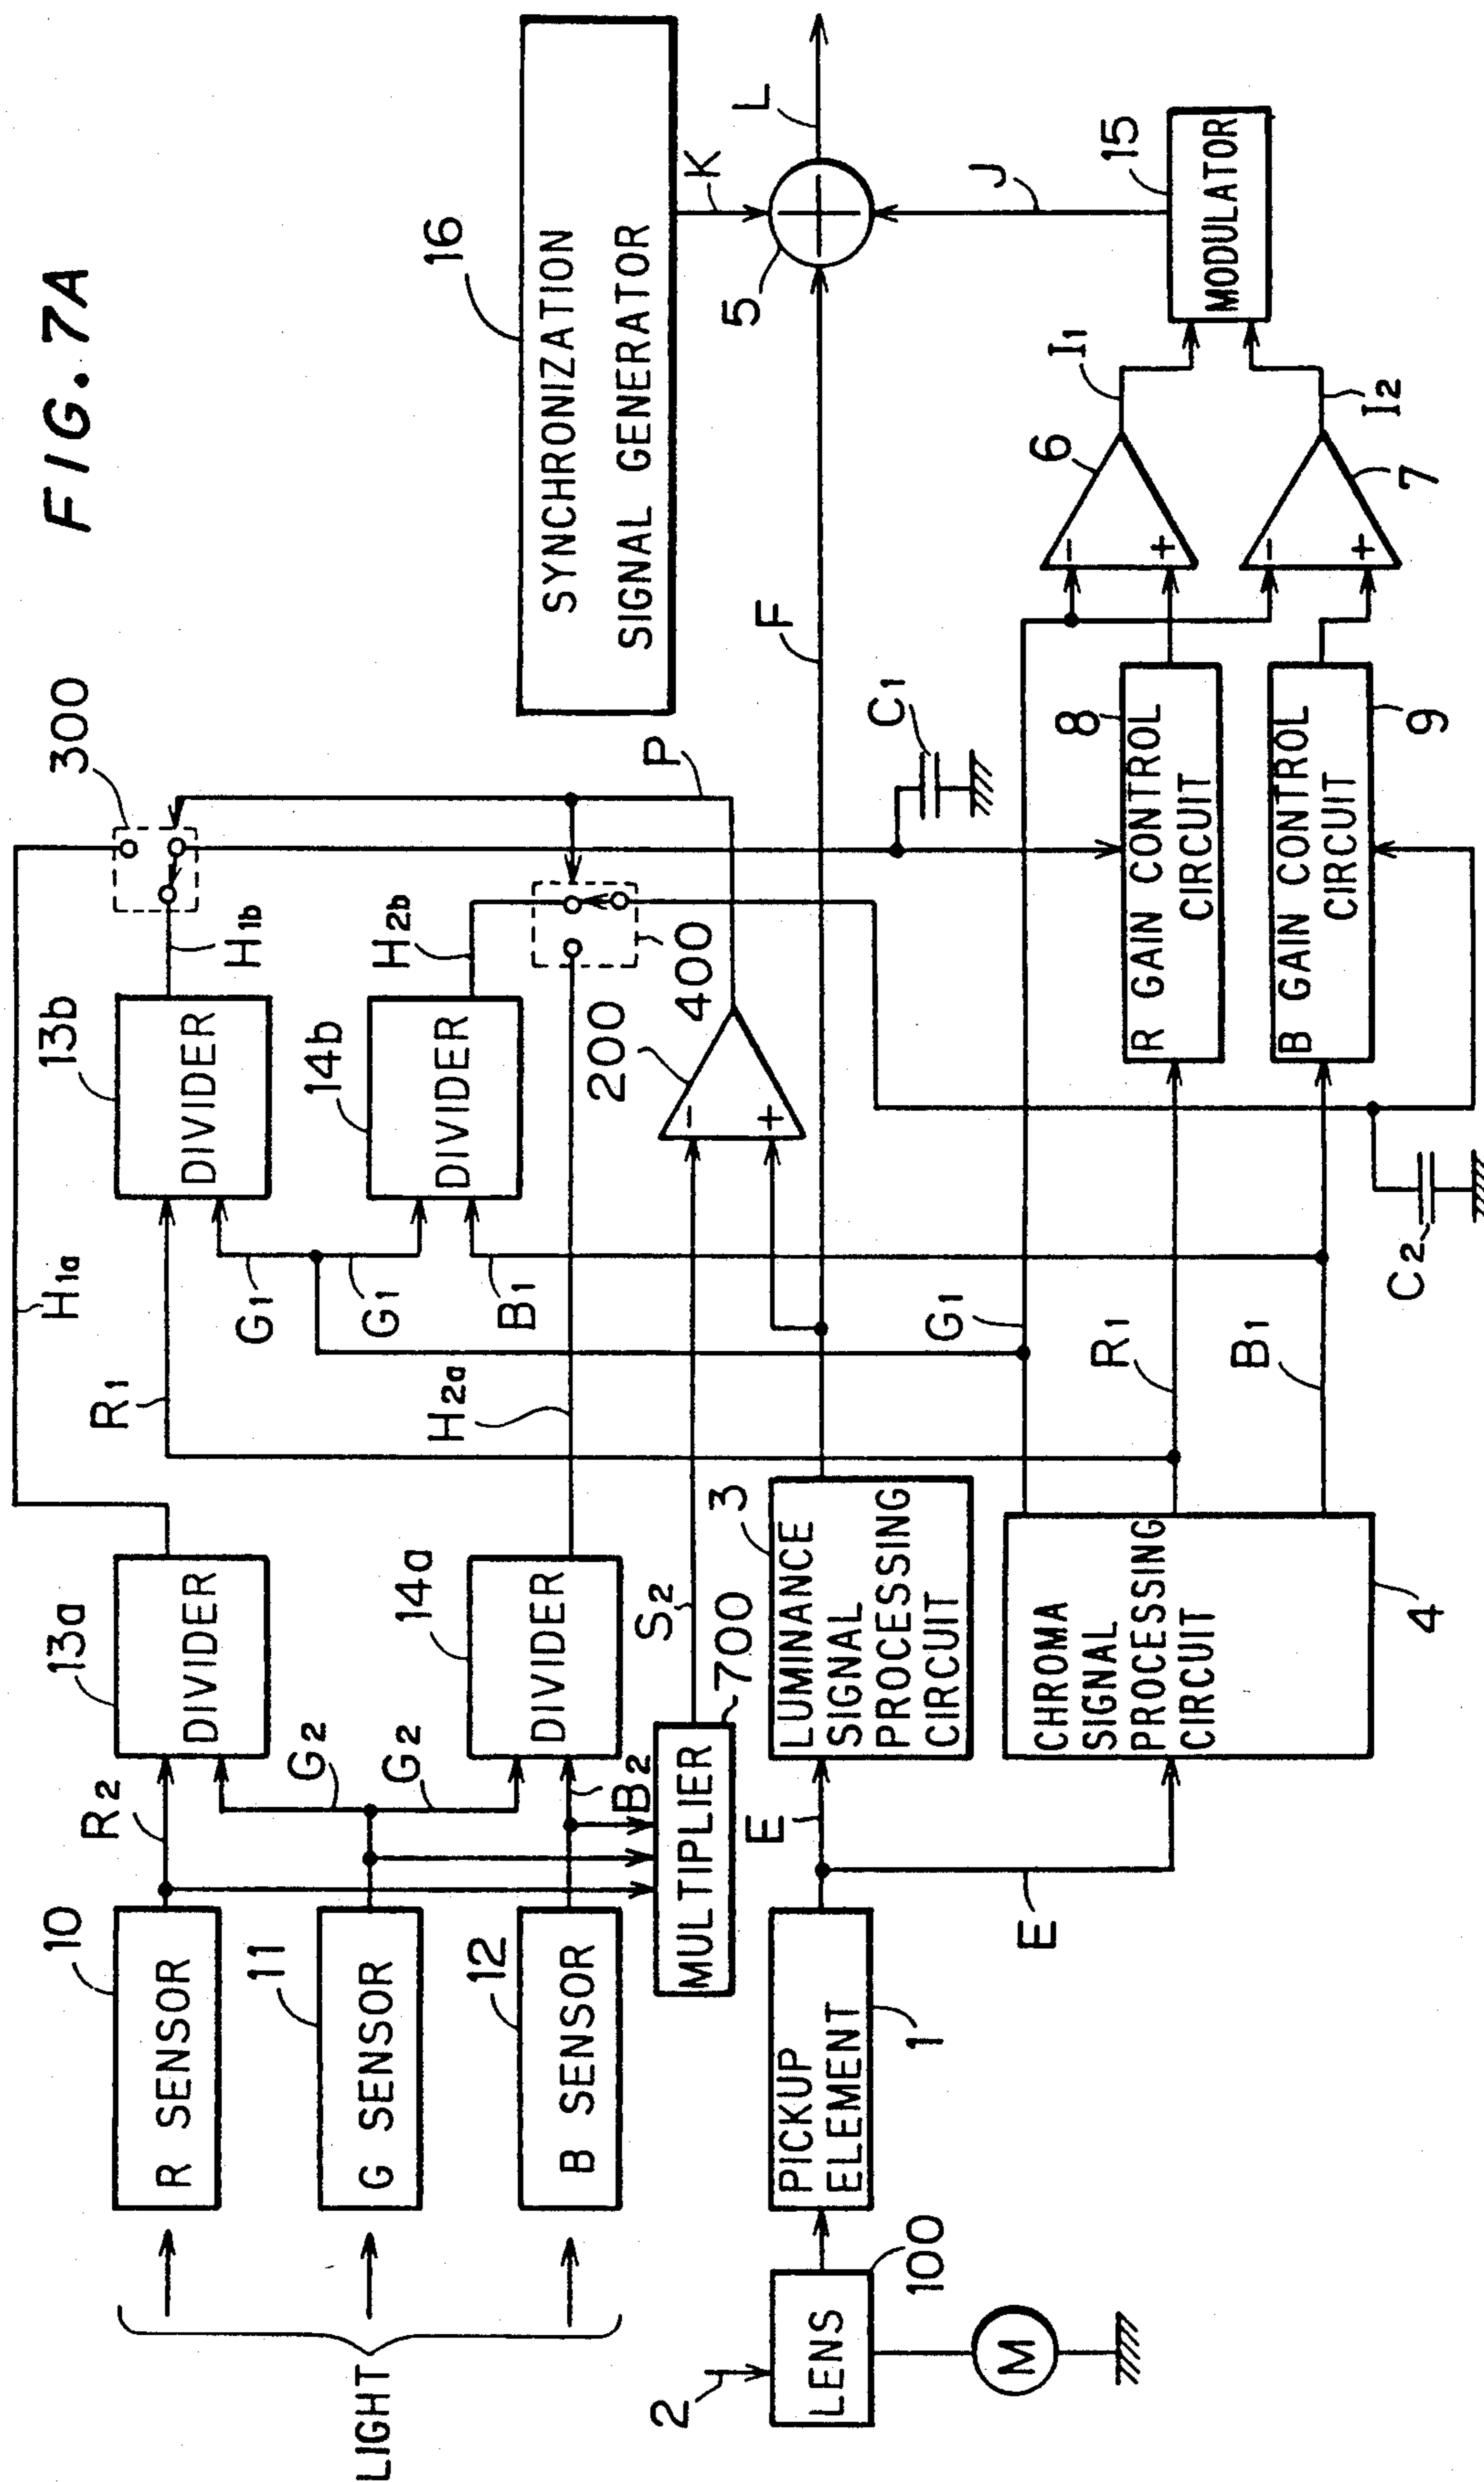 FIG. 7A
LIGHT
10
R SENSOR
11
G SENSOR
12
B SENSOR
R2
G2
G2
B2
13a
DIVIDER
14a
DIVIDER
MULTIPLIER
700
S2
H1a
H2a
R1
G1
G1
B1
13b
DIVIDER
14b
DIVIDER
H1b
H2b
300
400
200
-
+
P
16
SYNCHRONIZATION
SIGNAL GENERATOR
K
L
5
J
F
2
LENS
100
M
PICKUP
ELEMENT
1
E
E
3
LUMINANCE
SIGNAL
PROCESSING
CIRCUIT
CHROMA
SIGNAL
PROCESSING
CIRCUIT
4
G1
R1
B1
C1
C2
8
R GAIN CONTROL
CIRCUIT
B GAIN CONTROL
CIRCUIT
9
6
-
+
7
-
+
I1
I2
15
MODULATOR